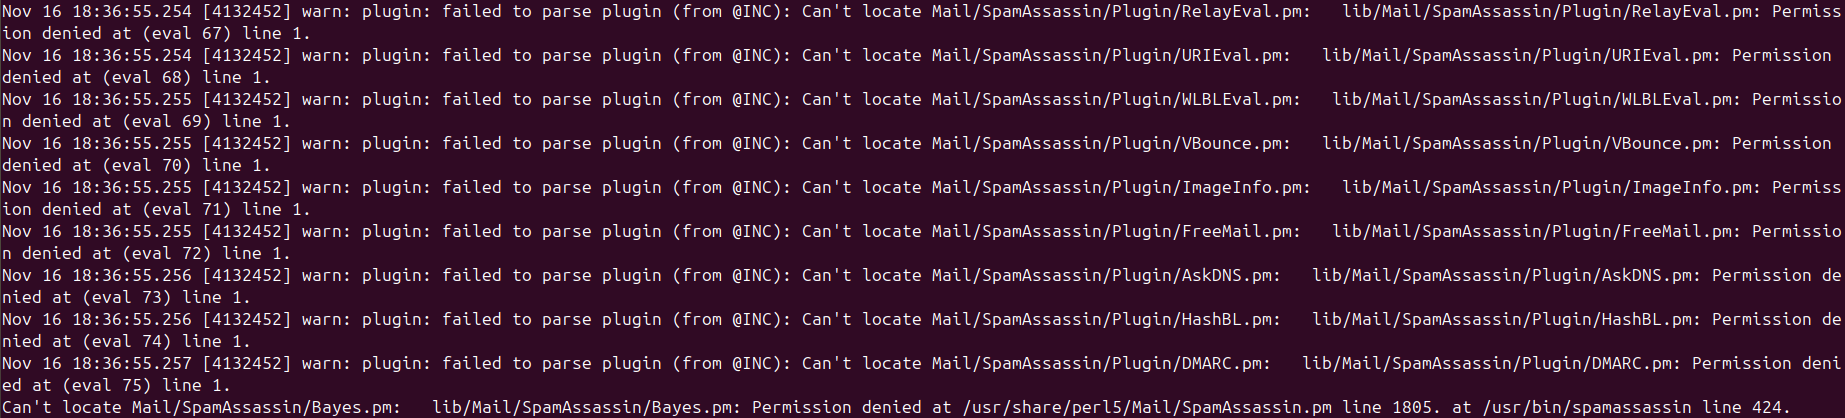 Nov 16 18:36:55.254 [4132452] warn: plugin: failed to parse plugin (from @INC): Can't locate Mail/SpamAssassin/Plugin/RelayEval.pm:   lib/Mail/SpamAssassin/Plugin/RelayEval.pm: Permiss
ion denied at (eval 67) line 1.
Nov 16 18:36:55.254 [4132452] warn: plugin: failed to parse plugin (from @INC): Can't locate Mail/SpamAssassin/Plugin/URIEval.pm:   lib/Mail/SpamAssassin/Plugin/URIEval.pm: Permission
denied at (eval 68) line 1.
Nov 16 18:36:55.255 [4132452] warn: plugin: failed to parse plugin (from @INC): Can't locate Mail/SpamAssassin/Plugin/WLBLEval.pm:   lib/Mail/SpamAssassin/Plugin/WLBLEval.pm: Permissio
n denied at (eval 69) line 1.
Nov 16 18:36:55.255 [4132452] warn: plugin: failed to parse plugin (from @INC): Can't locate Mail/SpamAssassin/Plugin/VBounce.pm:   lib/Mail/SpamAssassin/Plugin/VBounce.pm: Permission
denied at (eval 70) line 1.
Nov 16 18:36:55.255 [4132452] warn: plugin: failed to parse plugin (from @INC): Can't locate Mail/SpamAssassin/Plugin/ImageInfo.pm:   lib/Mail/SpamAssassin/Plugin/ImageInfo.pm: Permiss
ion denied at (eval 71) line 1.
Nov 16 18:36:55.255 [4132452] warn: plugin: failed to parse plugin (from @INC): Can't locate Mail/SpamAssassin/Plugin/FreeMail.pm:   lib/Mail/SpamAssassin/Plugin/FreeMail.pm: Permissio
n denied at (eval 72) line 1.
Nov 16 18:36:55.256 [4132452] warn: plugin: failed to parse plugin (from @INC): Can't locate Mail/SpamAssassin/Plugin/AskDNS.pm:   lib/Mail/SpamAssassin/Plugin/AskDNS.pm: Permission de
nied at (eval 73) line 1.
Nov 16 18:36:55.256 [4132452] warn: plugin: failed to parse plugin (from @INC): Can't locate Mail/SpamAssassin/Plugin/HashBL.pm:   lib/Mail/SpamAssassin/Plugin/HashBL.pm: Permission de
nied at (eval 74) line 1.
Nov 16 18:36:55.257 [4132452] warn: plugin: failed to parse plugin (from @INC): Can't locate Mail/SpamAssassin/Plugin/DMARC.pm:   lib/Mail/SpamAssassin/Plugin/DMARC.pm: Permission deni
ed at (eval 75) line 1.
Can't locate Mail/SpamAssassin/Bayes.pm:   lib/Mail/SpamAssassin/Bayes.pm: Permission denied at /usr/share/perl5/Mail/SpamAssassin.pm line 1805. at /usr/bin/spamassassin line 424.